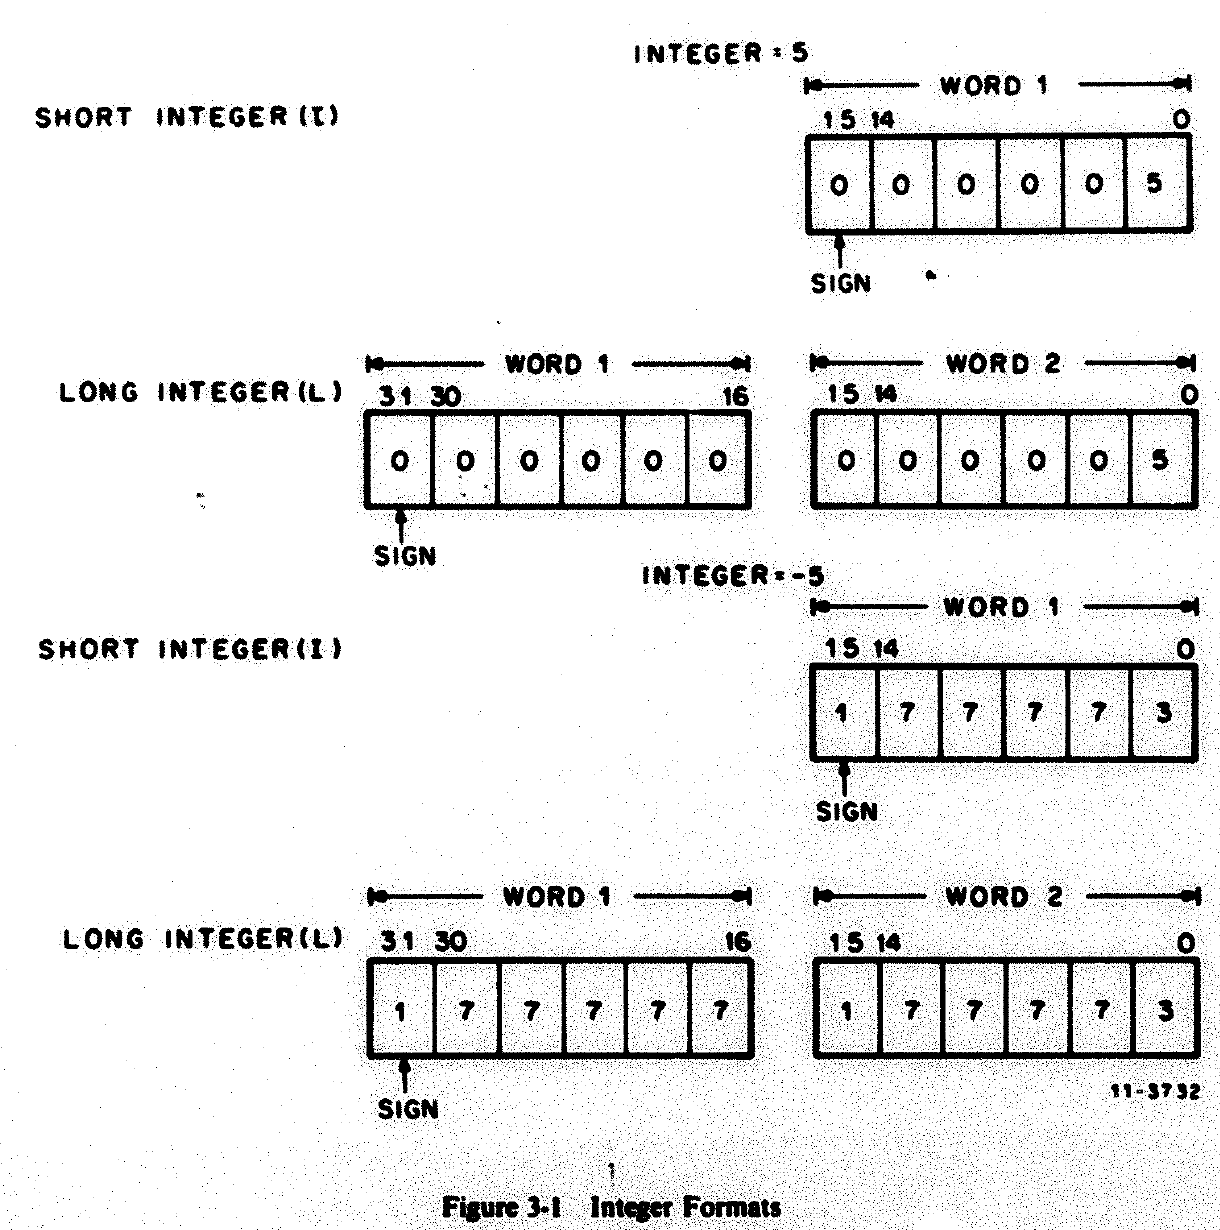 INTEGER = 5
WORD 1
SHORT INTEGER (I)
15 14 0
0 0 0 0 0 5
SIGN
WORD 1 WORD 2
LONG INTEGER (L)
31 30 16 15 14 0
0 0 0 0 0 0 0 0 0 0 0 5
SIGN
INTEGER = -5
WORD 1
SHORT INTEGER (I)
15 14 0
1 7 7 7 7 3
SIGN
WORD 1 WORD 2
LONG INTEGER (L)
31 30 16 15 14 0
1 7 7 7 7 7 1 7 7 7 7 3
SIGN
11-3732
Figure 3-1 Integer Formats